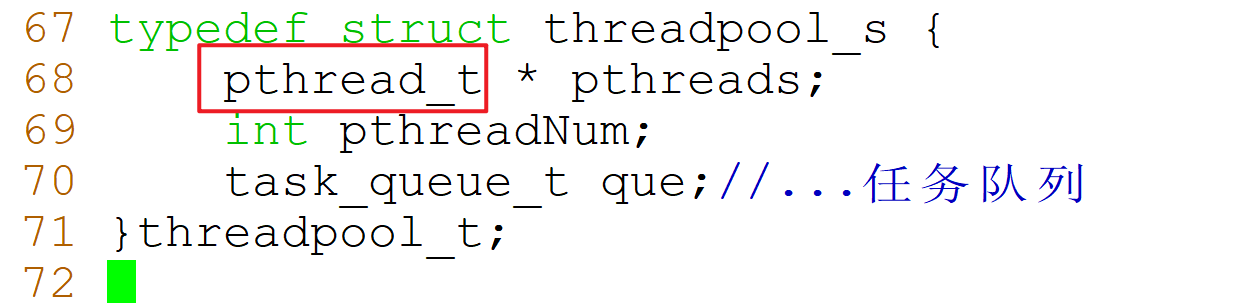 67 typedef struct threadpool_s {
68     pthread_t * pthreads;
69     int pthreadNum;
70     task_queue_t que;//...任务队列
71 }threadpool_t;
72